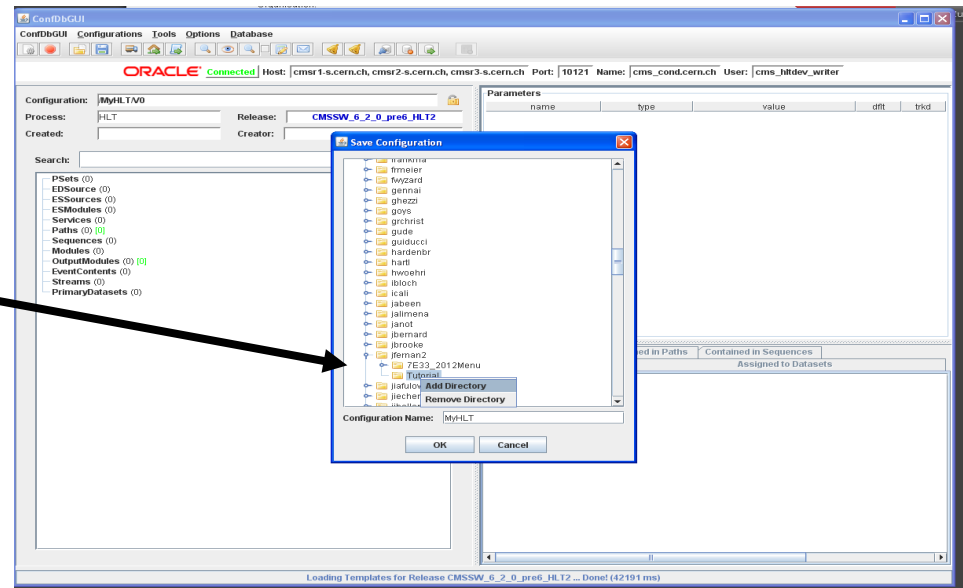 ConfDbGUI
ConfDbGUI Configurations Tools Options Database
ORACLE Connected Host: cmsr1-s.cern.ch, cmsr2-s.cern.ch, cmsr3-s.cern.ch Port: 10121 Name: cms_cond.cern.ch User: cms_hltdev_writer
Configuration: /MyHLT/V0
Process: HLT Release: CMSSW_6_2_0_pre6_HLT2
Created: Creator:
Search:
PSets (0)
EDSource (0)
ESSources (0)
ESModules (0)
Services (0)
Paths (0) [0]
Sequences (0)
Modules (0)
OutputModules (0) [0]
EventContents (0)
Streams (0)
PrimaryDatasets (0)
Parameters
name type value dflt trkd
Save Configuration
frankma
frmeier
fwyzard
gennai
ghezzi
goys
grchrist
gude
guiducci
hardenbr
hartl
hwoehri
ibloch
icali
jabeen
jalimena
janot
jbernard
jbrooke
jfernan2
7E33_2012Menu
Tutorial
jiafulow
Add Directory
jiechen
Remove Directory
Configuration Name: MyHLT
OK Cancel
ed in Paths Contained in Sequences
Assigned to Datasets
Loading Templates for Release CMSSW_6_2_0_pre6_HLT2 ... Done! (42191 ms)